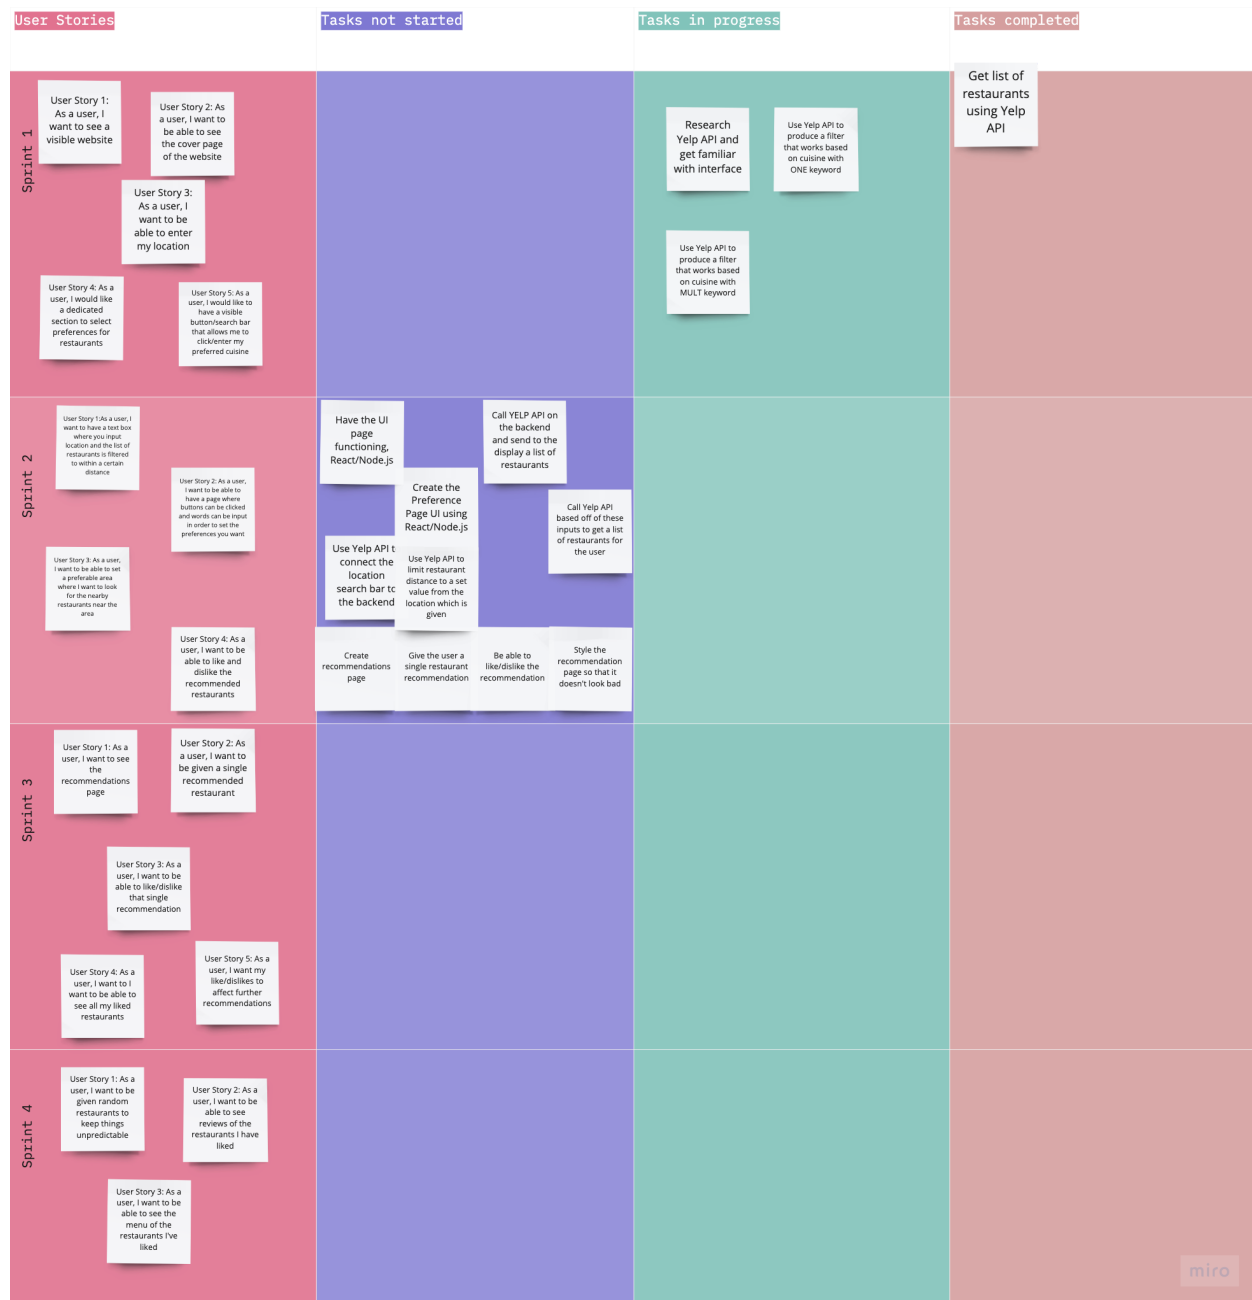 User Stories
Tasks not started
Tasks in progress
Tasks completed
Sprint 1
User Story 1:
As a user, I
want to see a
visible website
User Story 2: As
a user, I want to
be able to see
the cover page
of the website
User Story 3:
As a user, I
want to be
able to enter
my location
User Story 4: As a
user, I would like
a dedicated
section to select
preferences for
restaurants
User Story 5: As a
user, I would like to
have a visible
button/search bar
that allows me to
click/enter my
preferred cuisine
Research
Yelp API and
get familiar
with interface
Use Yelp API to
produce a filter
that works based
on cuisine with
ONE keyword
Use Yelp API to
produce a filter
that works based
on cuisine with
MULT keyword
Get list of
restaurants
using Yelp
API
Sprint 2
User Story 1:As a user, I
want to have a text box
where you input
location and the list of
restaurants is filtered
to within a certain
distance
User Story 2: As a user,
I want to be able to
have a page where
buttons can be clicked
and words can be input
in order to set the
preferences you want
User Story 3: As a user,
I want to be able to set
a preferable area
where I want to look
for the nearby
restaurants near the
area
User Story 4: As a
user, I want to be
able to like and
dislike the
recommended
restaurants
Have the UI
page
functioning,
React/Node.js
Call YELP API on
the backend
and send to the
display a list of
restaurants
Create the
Preference
Page UI using
React/Node.js
Call Yelp API
based off of these
inputs to get a list
of restaurants for
the user
Use Yelp API t
connect the
location
search bar to
the backend
Use Yelp API to
limit restaurant
distance to a set
value from the
location which is
given
Create
recommendations
page
Give the user a
single restaurant
recommendation
Be able to
like/dislike the
recommendation
Style the
recommendation
page so that it
doesn't look bad
Sprint 3
User Story 1: As a
user, I want to see
the
recommendations
page
User Story 2: As
a user, I want to
be given a single
recommended
restaurant
User Story 3: As a
user, I want to be
able to like/dislike
that single
recommendation
User Story 4: As a
user, I want to I
want to be able to
see all my liked
restaurants
User Story 5: As a
user, I want my
like/dislikes to
affect further
recommendations
Sprint 4
User Story 1: As a
user, I want to be
given random
restaurants to
keep things
unpredictable
User Story 2: As a
user, I want to be
able to see
reviews of the
restaurants I have
liked
User Story 3: As a
user, I want to be
able to see the
menu of the
restaurants I've
liked
miro